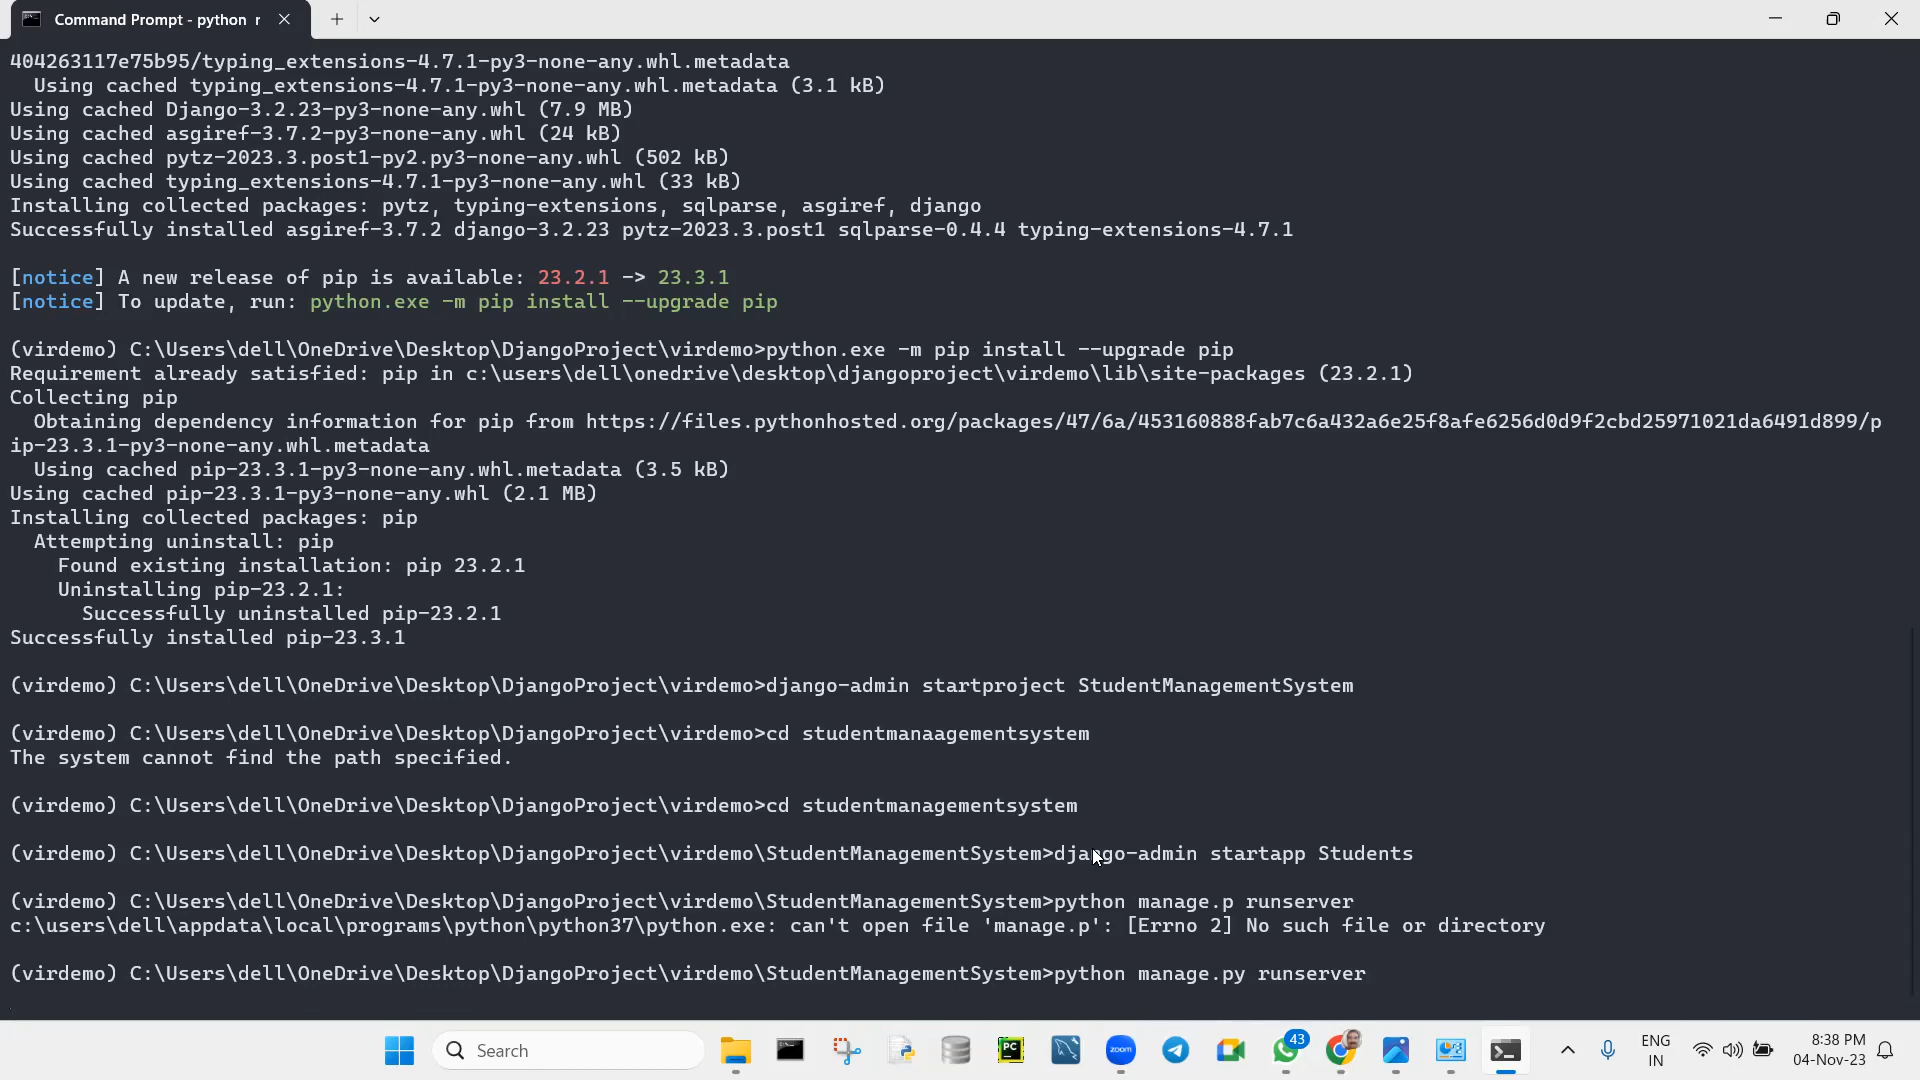 Command Prompt - python r
404263117e75b95/typing_extensions-4.7.1-py3-none-any.whl.metadata
  Using cached typing_extensions-4.7.1-py3-none-any.whl.metadata (3.1 kB)
Using cached Django-3.2.23-py3-none-any.whl (7.9 MB)
Using cached asgiref-3.7.2-py3-none-any.whl (24 kB)
Using cached pytz-2023.3.post1-py2.py3-none-any.whl (502 kB)
Using cached typing_extensions-4.7.1-py3-none-any.whl (33 kB)
Installing collected packages: pytz, typing-extensions, sqlparse, asgiref, django
Successfully installed asgiref-3.7.2 django-3.2.23 pytz-2023.3.post1 sqlparse-0.4.4 typing-extensions-4.7.1
[notice] A new release of pip is available: 23.2.1 -> 23.3.1
[notice] To update, run: python.exe -m pip install --upgrade pip
(virdemo) C:\Users\dell\OneDrive\Desktop\DjangoProject\virdemo>python.exe -m pip install --upgrade pip
Requirement already satisfied: pip in c:\users\dell\onedrive\desktop\djangoproject\virdemo\lib\site-packages (23.2.1)
Collecting pip
  Obtaining dependency information for pip from https://files.pythonhosted.org/packages/47/6a/453160888fab7c6a432a6e25f8afe6256d0d9f2cbd25971021da6491d899/p
ip-23.3.1-py3-none-any.whl.metadata
  Using cached pip-23.3.1-py3-none-any.whl.metadata (3.5 kB)
Using cached pip-23.3.1-py3-none-any.whl (2.1 MB)
Installing collected packages: pip
  Attempting uninstall: pip
    Found existing installation: pip 23.2.1
    Uninstalling pip-23.2.1:
      Successfully uninstalled pip-23.2.1
Successfully installed pip-23.3.1
(virdemo) C:\Users\dell\OneDrive\Desktop\DjangoProject\virdemo>django-admin startproject StudentManagementSystem
(virdemo) C:\Users\dell\OneDrive\Desktop\DjangoProject\virdemo>cd studentmanaagementsystem
The system cannot find the path specified.
(virdemo) C:\Users\dell\OneDrive\Desktop\DjangoProject\virdemo>cd studentmanagementsystem
(virdemo) C:\Users\dell\OneDrive\Desktop\DjangoProject\virdemo\StudentManagementSystem>django-admin startapp Students
(virdemo) C:\Users\dell\OneDrive\Desktop\DjangoProject\virdemo\StudentManagementSystem>python manage.p runserver
c:\users\dell\appdata\local\programs\python\python37\python.exe: can't open file 'manage.p': [Errno 2] No such file or directory
(virdemo) C:\Users\dell\OneDrive\Desktop\DjangoProject\virdemo\StudentManagementSystem>python manage.py runserver
Search
PC
zoom
43
ENG
IN
8:38 PM
04-Nov-23